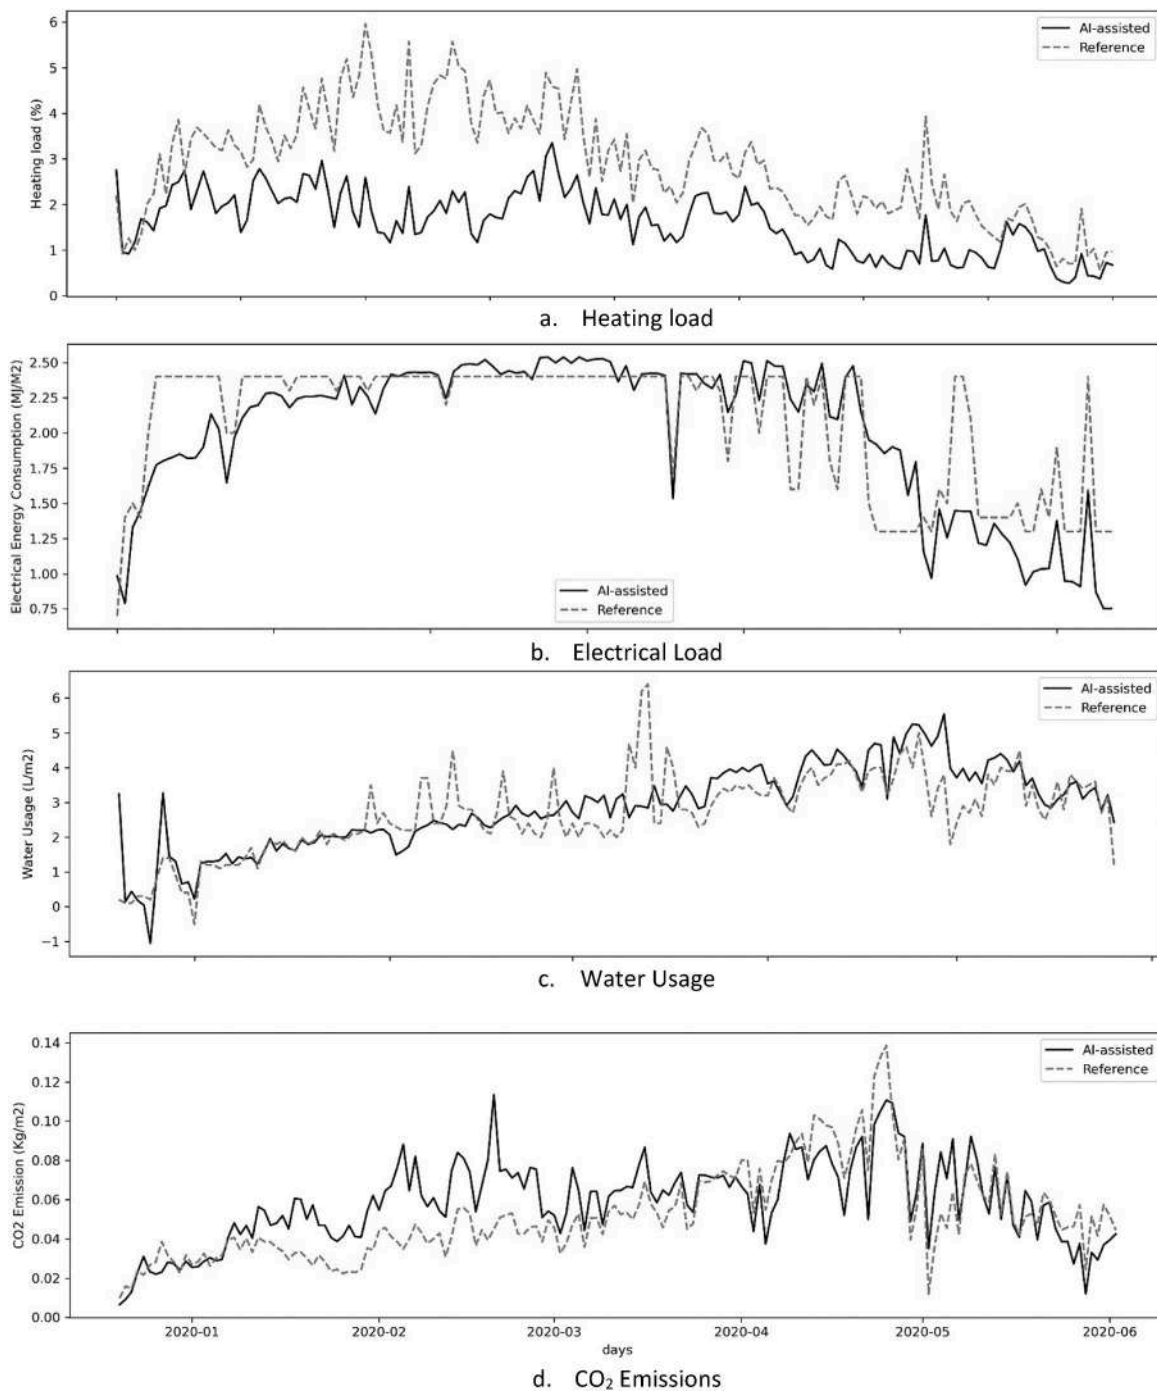 6
5
4
3
2
1
0
Heating load (%)
AI-assisted
Reference
a. Heating load
2.50
2.25
2.00
1.75
1.50
1.25
1.00
0.75
Electrical Energy Consumption (MJ/M2)
AI-assisted
Reference
b. Electrical Load
6
5
4
3
2
1
0
−1
Water Usage (L/m2)
AI-assisted
Reference
c. Water Usage
0.14
0.12
0.10
0.08
0.06
0.04
0.02
0.00
CO2 Emission (Kg/m2)
AI-assisted
Reference
2020-01 2020-02 2020-03 2020-04 2020-05 2020-06
days
d. CO₂ Emissions